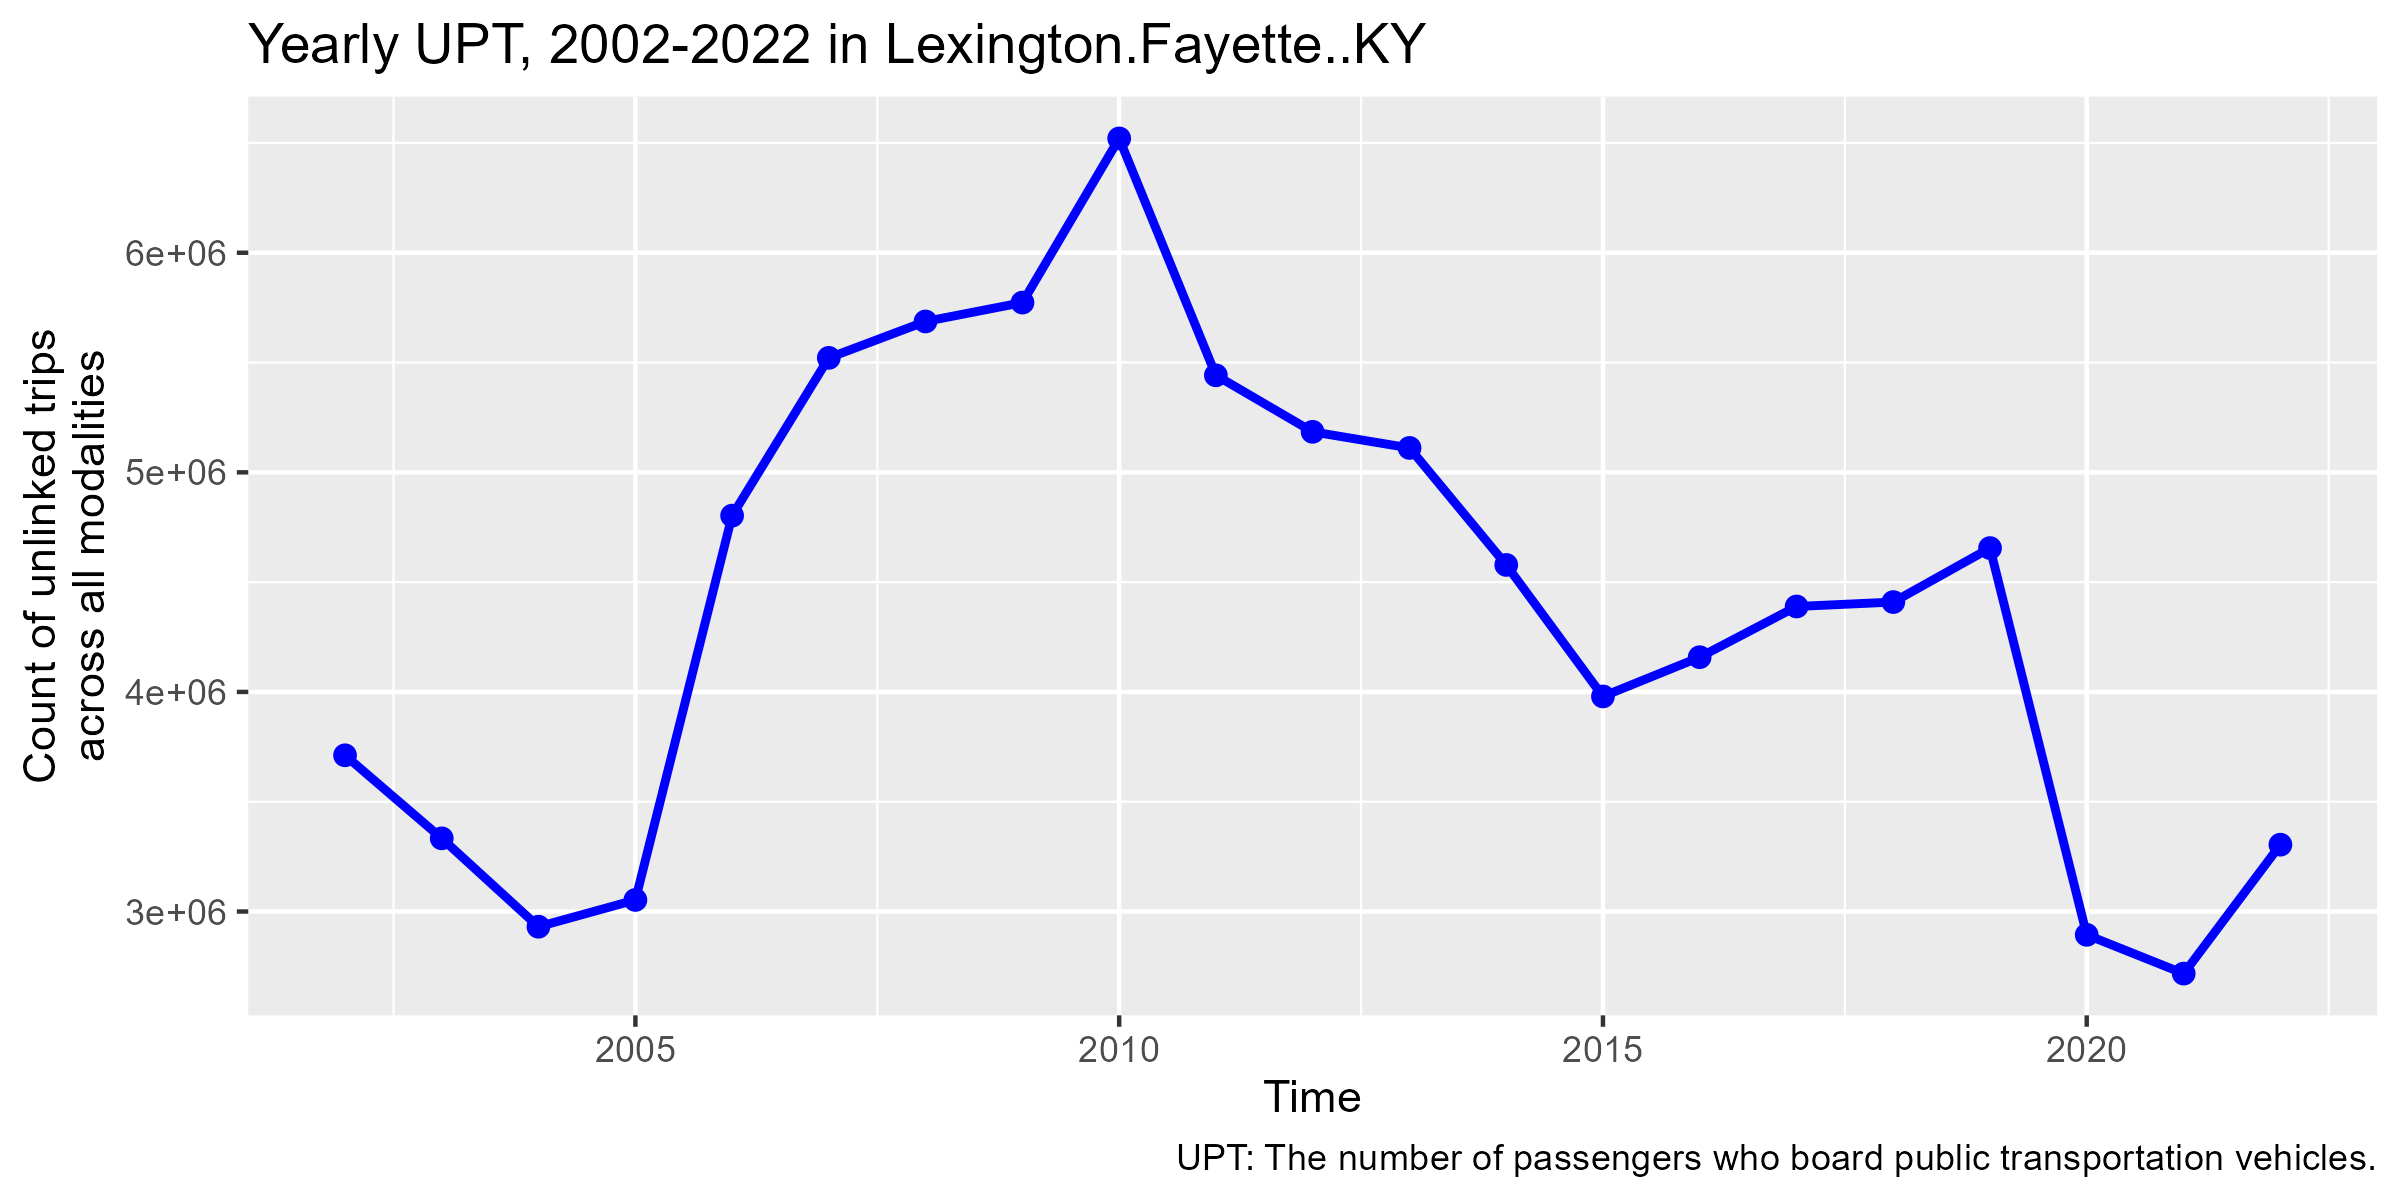 Yearly UPT, 2002-2022 in Lexington.Fayette..KY
Count of unlinked trips
across all modalities
6e+06
5e+06
4e+06
3e+06
2005
2010
2015
2020
Time
UPT: The number of passengers who board public transportation vehicles.